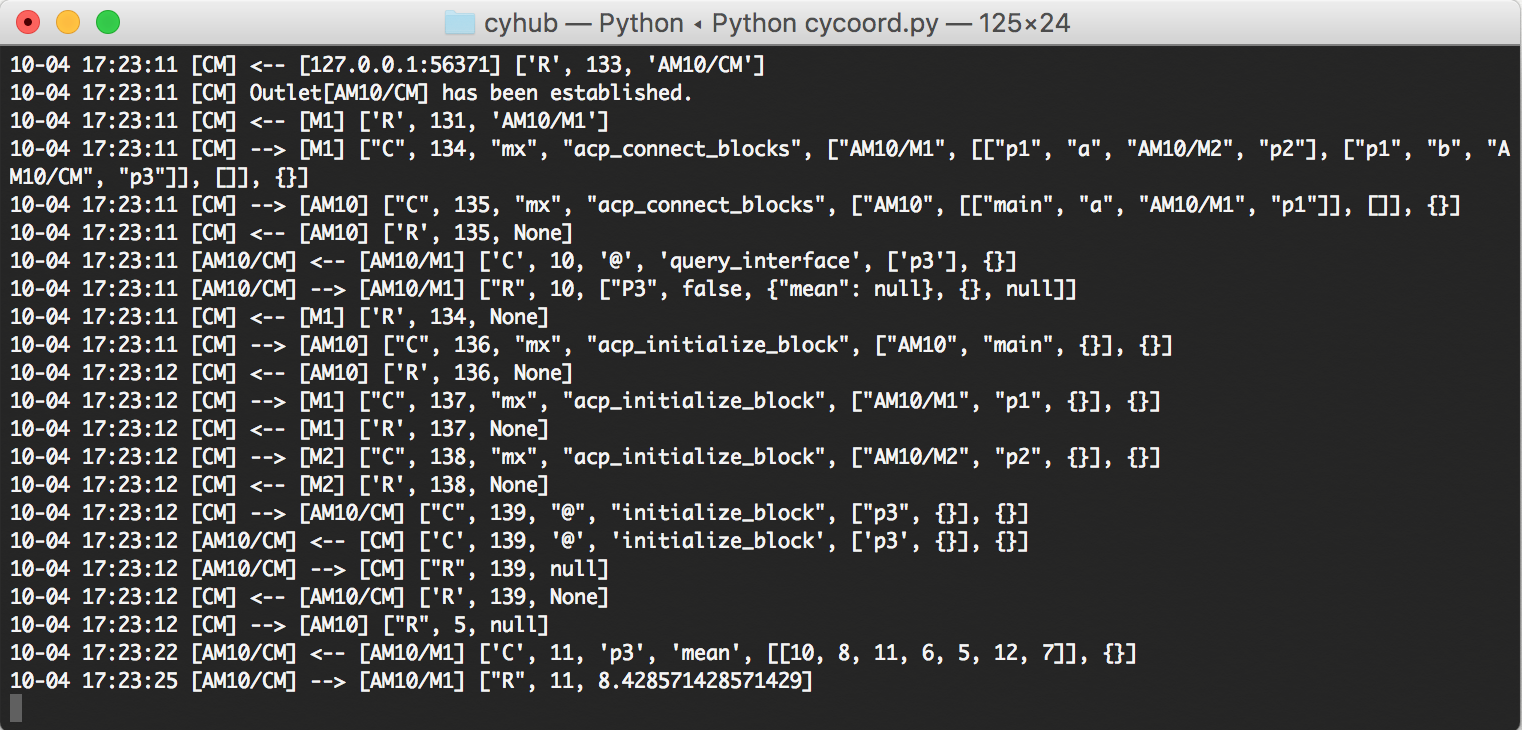 cyhub — Python ◂ Python cycoord.py — 125×24
10-04 17:23:11 [CM] <-- [127.0.0.1:56371] ['R', 133, 'AM10/CM']
10-04 17:23:11 [CM] Outlet[AM10/CM] has been established.
10-04 17:23:11 [CM] <-- [M1] ['R', 131, 'AM10/M1']
10-04 17:23:11 [CM] --> [M1] ["C", 134, "mx", "acp_connect_blocks", ["AM10/M1", [["p1", "a", "AM10/M2", "p2"], ["p1", "b", "A
M10/CM", "p3"]], []], {}]
10-04 17:23:11 [CM] --> [AM10] ["C", 135, "mx", "acp_connect_blocks", ["AM10", [["main", "a", "AM10/M1", "p1"]], []], {}]
10-04 17:23:11 [CM] <-- [AM10] ['R', 135, None]
10-04 17:23:11 [AM10/CM] <-- [AM10/M1] ['C', 10, '@', 'query_interface', ['p3'], {}]
10-04 17:23:11 [AM10/CM] --> [AM10/M1] ["R", 10, ["P3", false, {"mean": null}, {}, null]]
10-04 17:23:11 [CM] <-- [M1] ['R', 134, None]
10-04 17:23:11 [CM] --> [AM10] ["C", 136, "mx", "acp_initialize_block", ["AM10", "main", {}], {}]
10-04 17:23:12 [CM] <-- [AM10] ['R', 136, None]
10-04 17:23:12 [CM] --> [M1] ["C", 137, "mx", "acp_initialize_block", ["AM10/M1", "p1", {}], {}]
10-04 17:23:12 [CM] <-- [M1] ['R', 137, None]
10-04 17:23:12 [CM] --> [M2] ["C", 138, "mx", "acp_initialize_block", ["AM10/M2", "p2", {}], {}]
10-04 17:23:12 [CM] <-- [M2] ['R', 138, None]
10-04 17:23:12 [CM] --> [AM10/CM] ["C", 139, "@", "initialize_block", ["p3", {}], {}]
10-04 17:23:12 [AM10/CM] <-- [CM] ['C', 139, '@', 'initialize_block', ['p3', {}], {}]
10-04 17:23:12 [AM10/CM] --> [CM] ["R", 139, null]
10-04 17:23:12 [CM] <-- [AM10/CM] ['R', 139, None]
10-04 17:23:12 [CM] --> [AM10] ["R", 5, null]
10-04 17:23:22 [AM10/CM] <-- [AM10/M1] ['C', 11, 'p3', 'mean', [[10, 8, 11, 6, 5, 12, 7]], {}]
10-04 17:23:25 [AM10/CM] --> [AM10/M1] ["R", 11, 8.428571428571429]